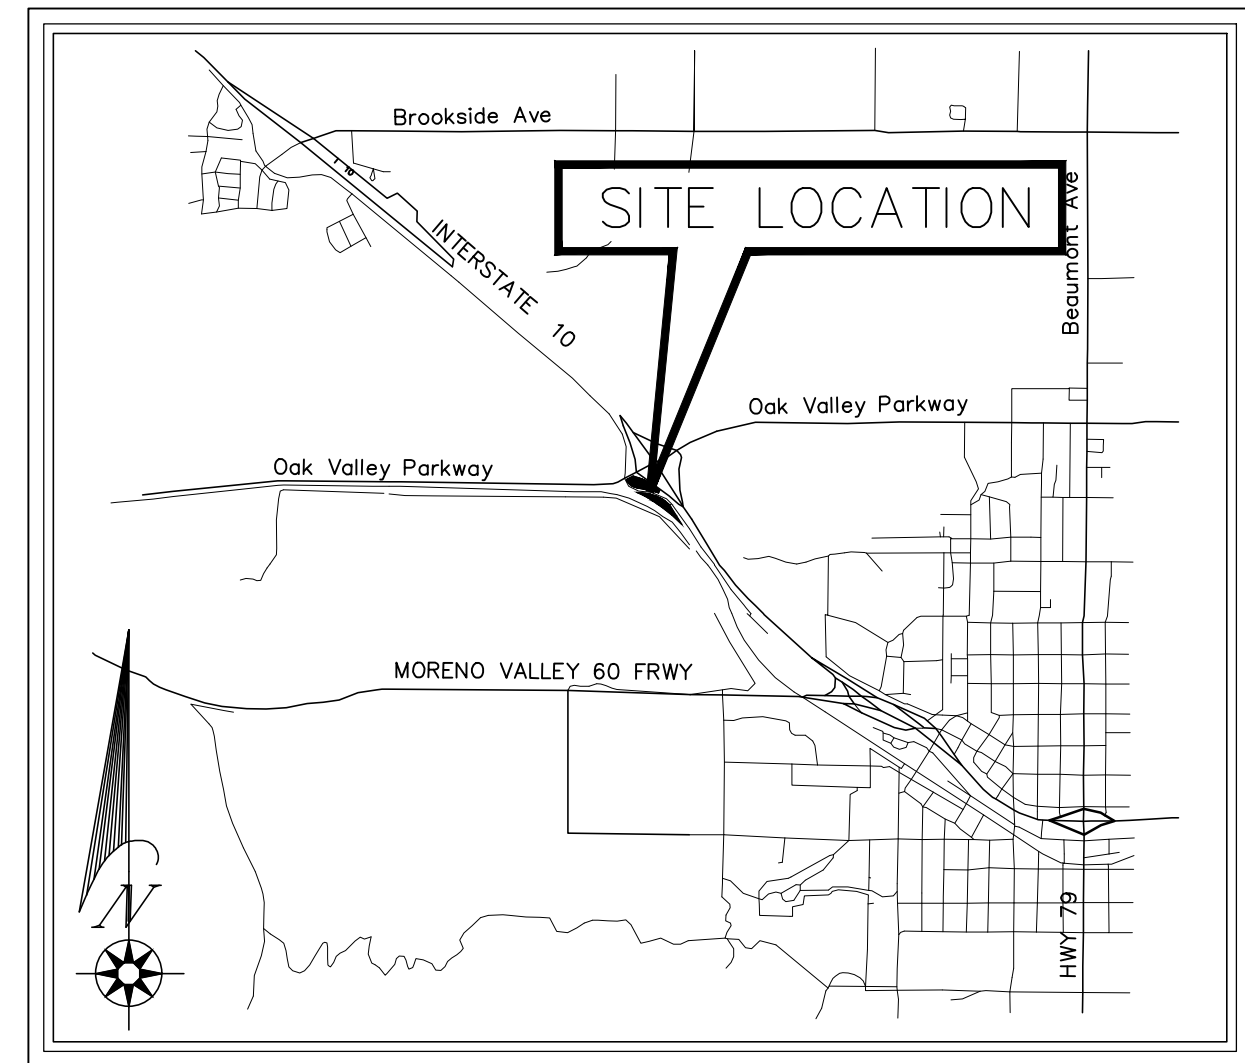 Brookside Ave
I 10
SITE LOCATION
Beaumont Ave
INTERSTATE 10
Oak Valley Parkway
Oak Valley Parkway
MORENO VALLEY 60 FRWY
N
HWY 79